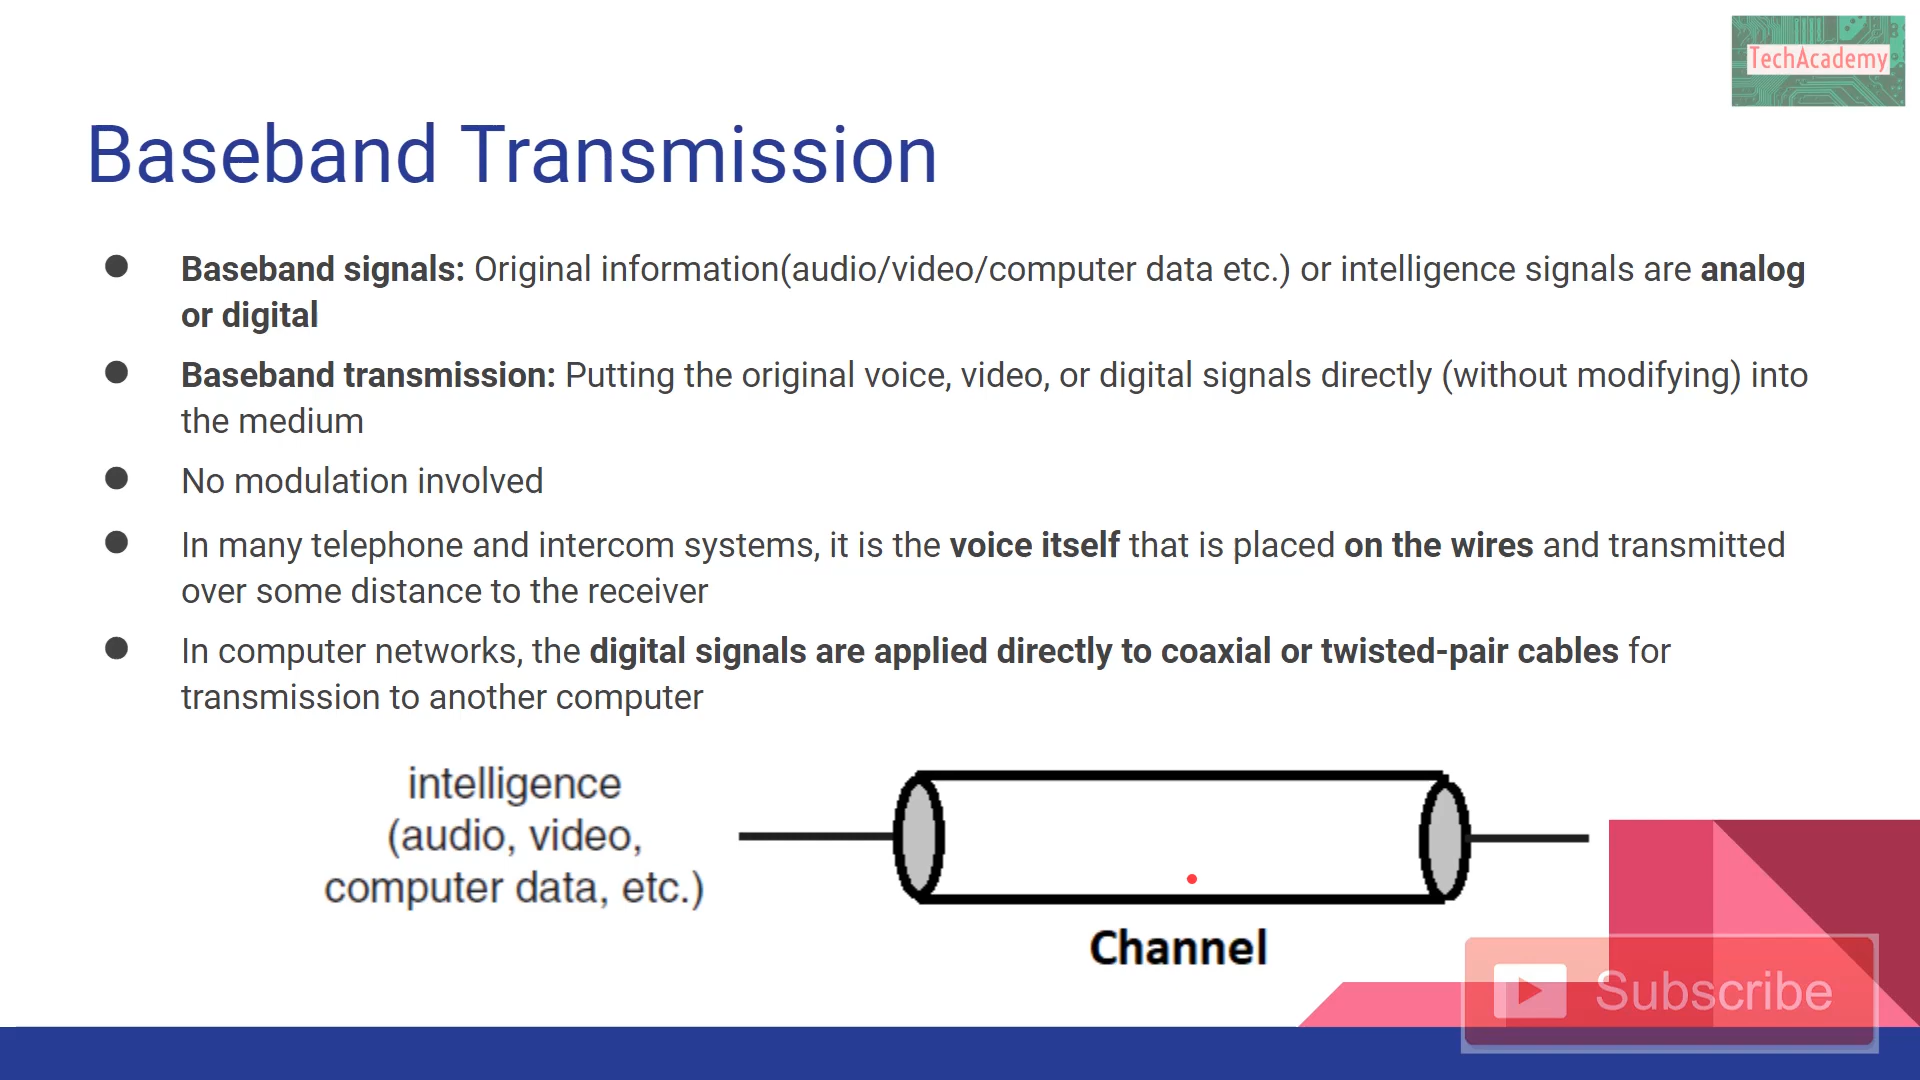 TechAcademy
Baseband Transmission
● Baseband signals: Original information(audio/video/computer data etc.) or intelligence signals are analog
or digital
● Baseband transmission: Putting the original voice, video, or digital signals directly (without modifying) into
the medium
● No modulation involved
● In many telephone and intercom systems, it is the voice itself that is placed on the wires and transmitted
over some distance to the receiver
● In computer networks, the digital signals are applied directly to coaxial or twisted-pair cables for
transmission to another computer
intelligence
(audio, video,
computer data, etc.)
Channel
Subscribe